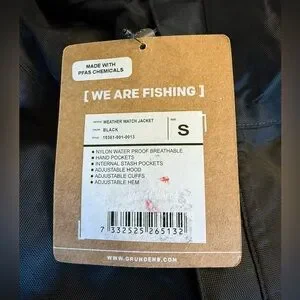 MADE WITH
PFAS CHEMICALS
[ WE ARE FISHING ]
WEATHER WATCH JACKET
BLACK
10361-001-0013
S
• NYLON WATER PROOF BREATHABLE
• HAND POCKETS
• INTERNAL STASH POCKETS
• ADJUSTABLE HOOD
• ADJUSTABLE CUFFS
• ADJUSTABLE HEM
7 332525 265132
WWW.GRUNDENS.COM